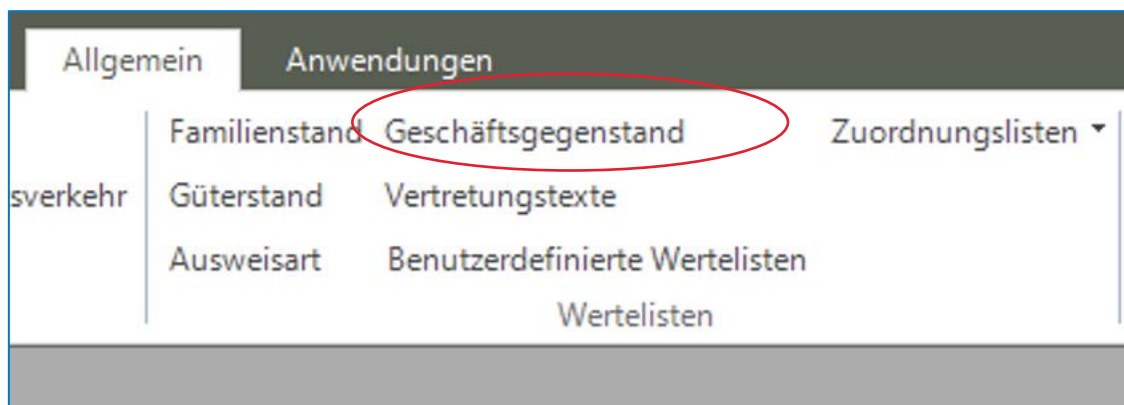 Allgemein Anwendungen
Familienstand Geschäftsgegenstand Zuordnungslisten
sverkehr Güterstand Vertretungstexte
Ausweisart Benutzerdefinierte Wertelisten
Wertelisten